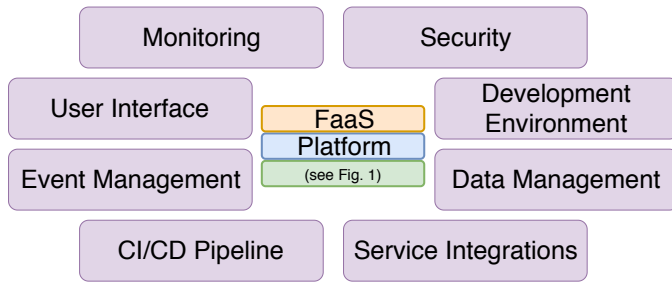 Monitoring
Security
User Interface
FaaS
Development
Environment
Platform
Event Management
(see Fig. 1)
Data Management
CI/CD Pipeline
Service Integrations